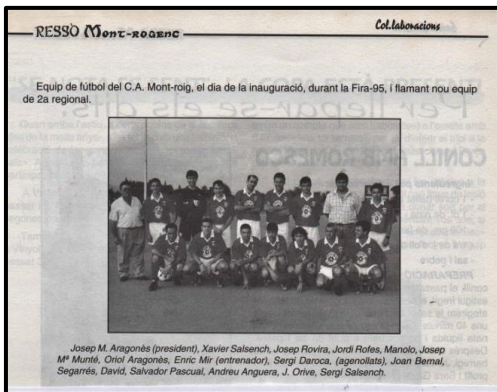 RESSÒ Mont-rogenc
Col.laboracions
Equip de fútbol del C.A. Mont-roig, el dia de la inauguració, durant la Fira-95, i flamant nou equip
de 2a regional.
Josep M. Aragonès (president), Xavier Salsench, Josep Rovira, Jordi Rofes, Manolo, Josep
Mª Munté, Oriol Aragonès, Enric Mir (entrenador), Sergi Daroca, (agenollats), Joan Bernal,
Segarrés, David, Salvador Pascual, Andreu Anguera, J. Orive, Sergi Salsench.